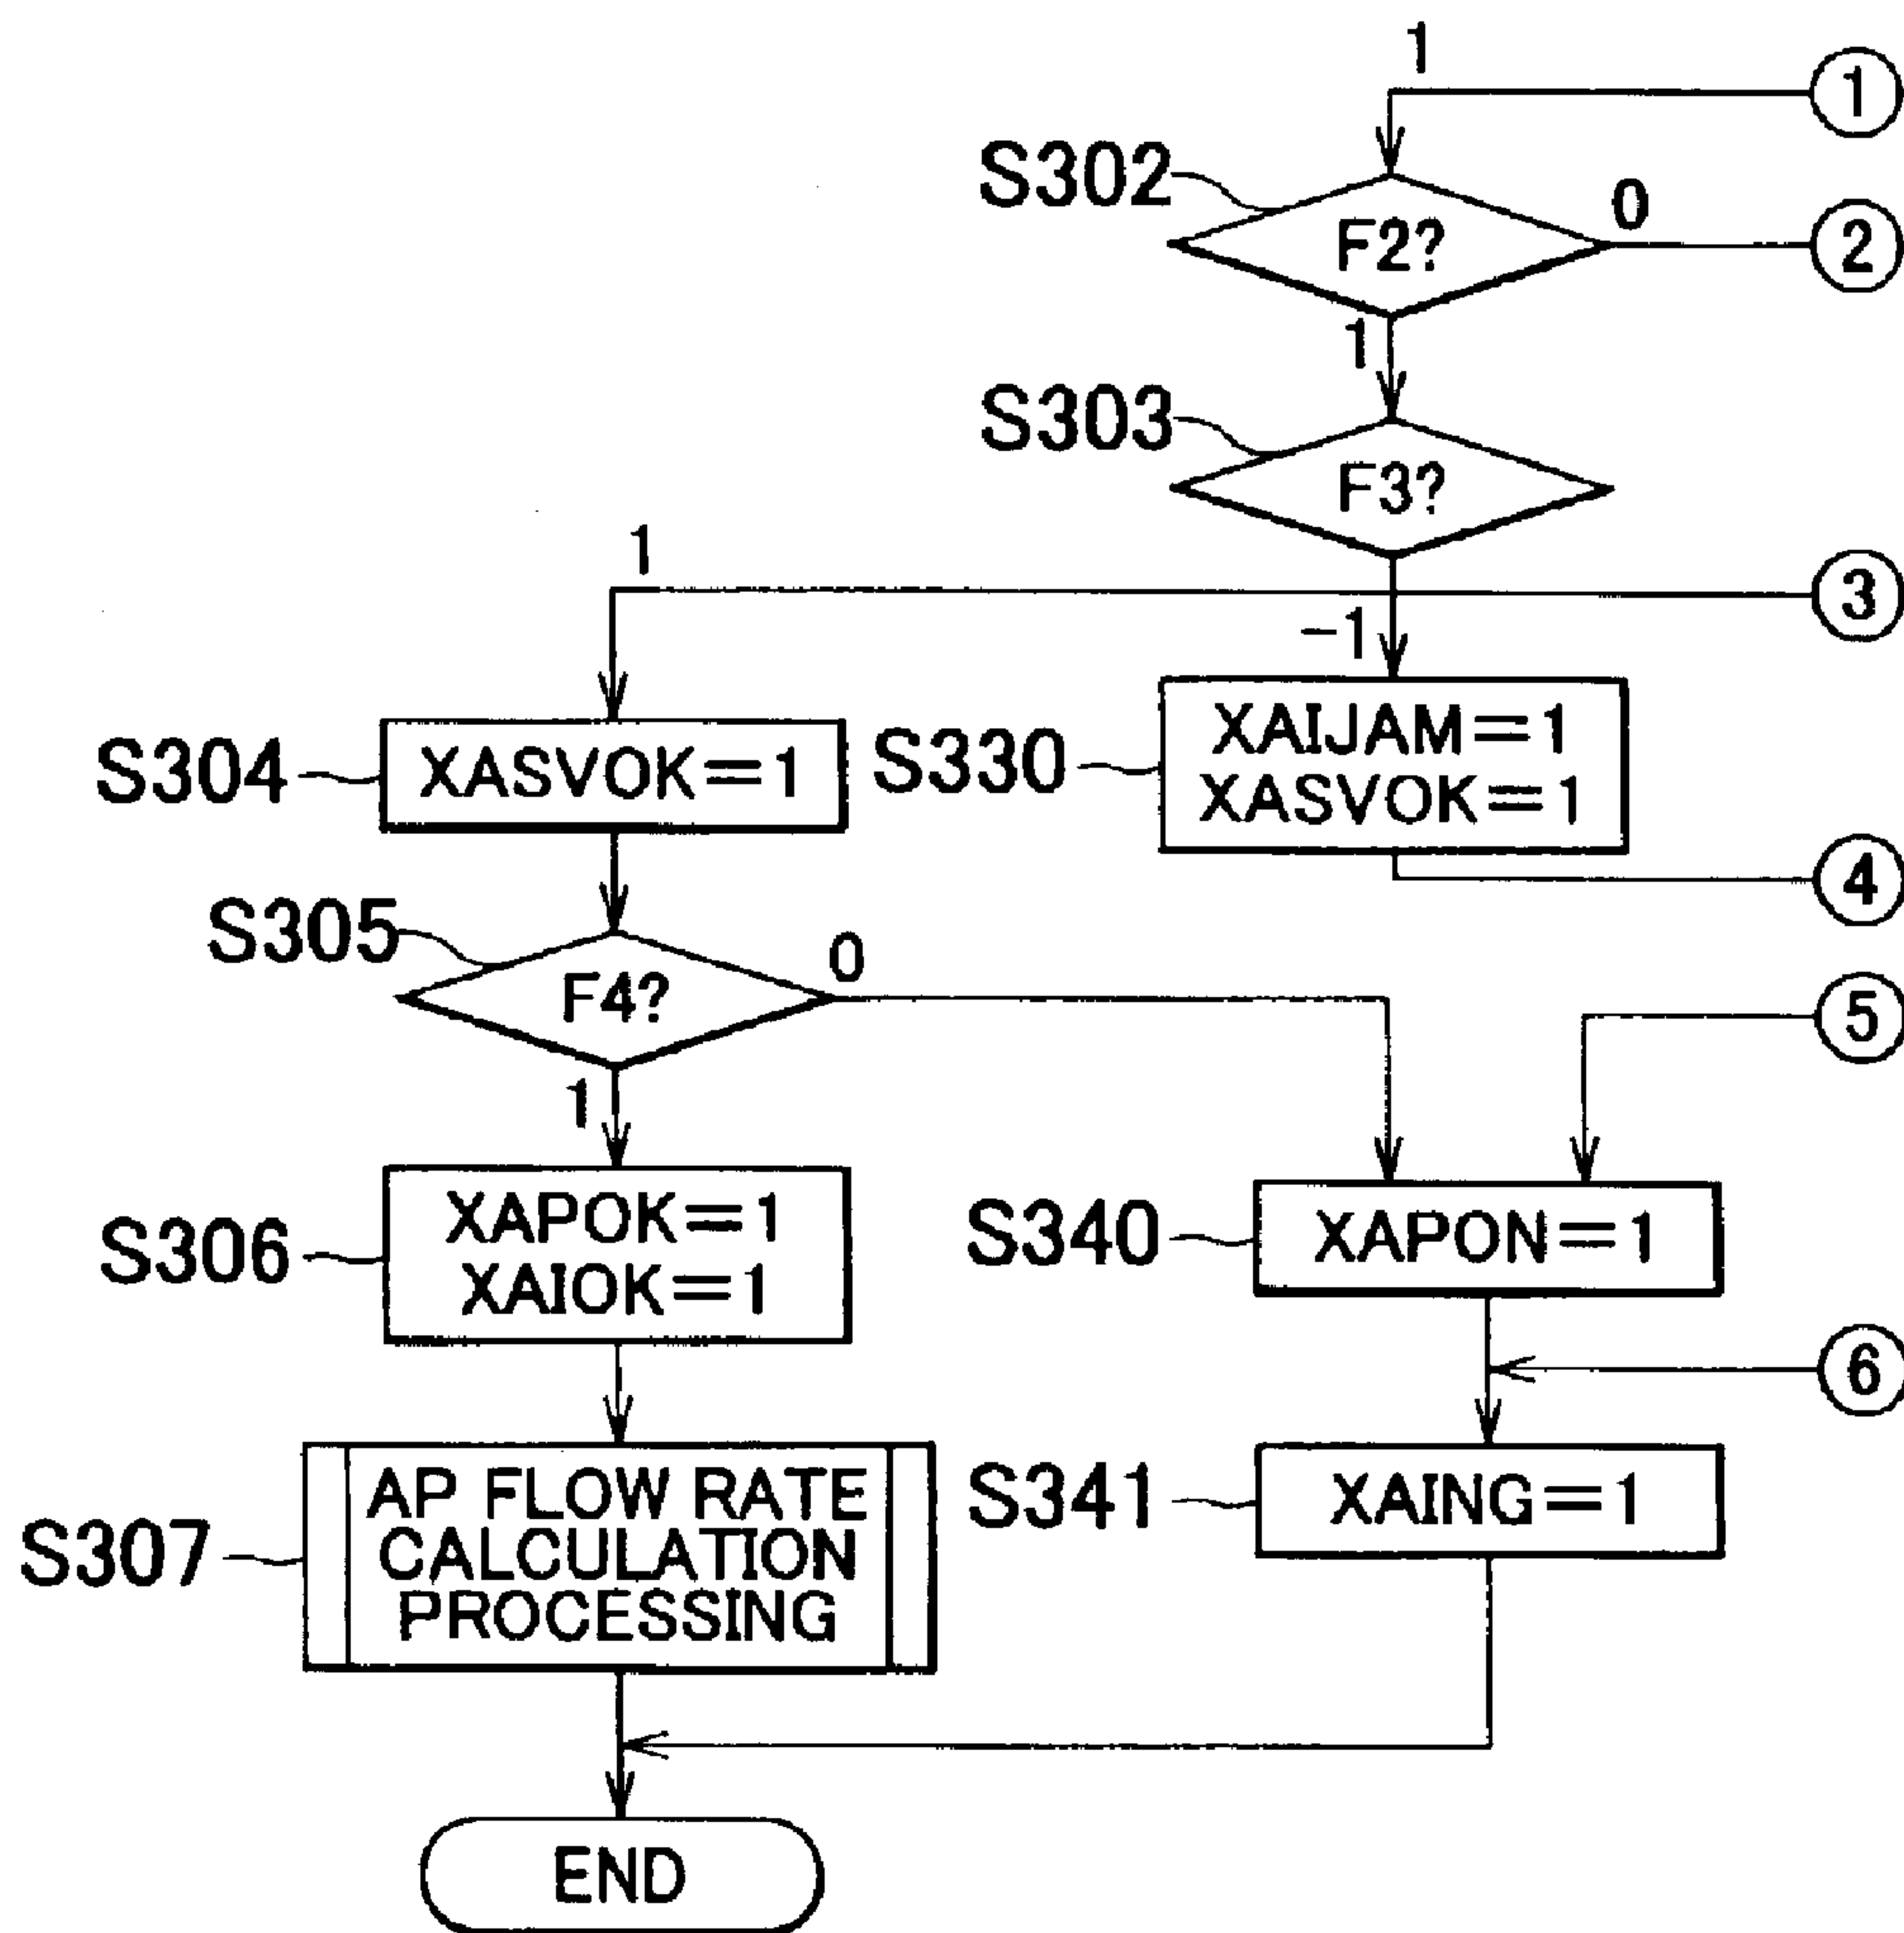 1
①
S302
F2?
0
②
1
S303
F3?
1
③
-1
S304
XASVOK=1
S330
XAIJAM=1
XASVOK=1
④
S305
F4?
0
⑤
1
S306
XAPOK=1
XAIOK=1
S340
XAPON=1
⑥
S307
AP FLOW RATE
CALCULATION
PROCESSING
S341
XAING=1
END